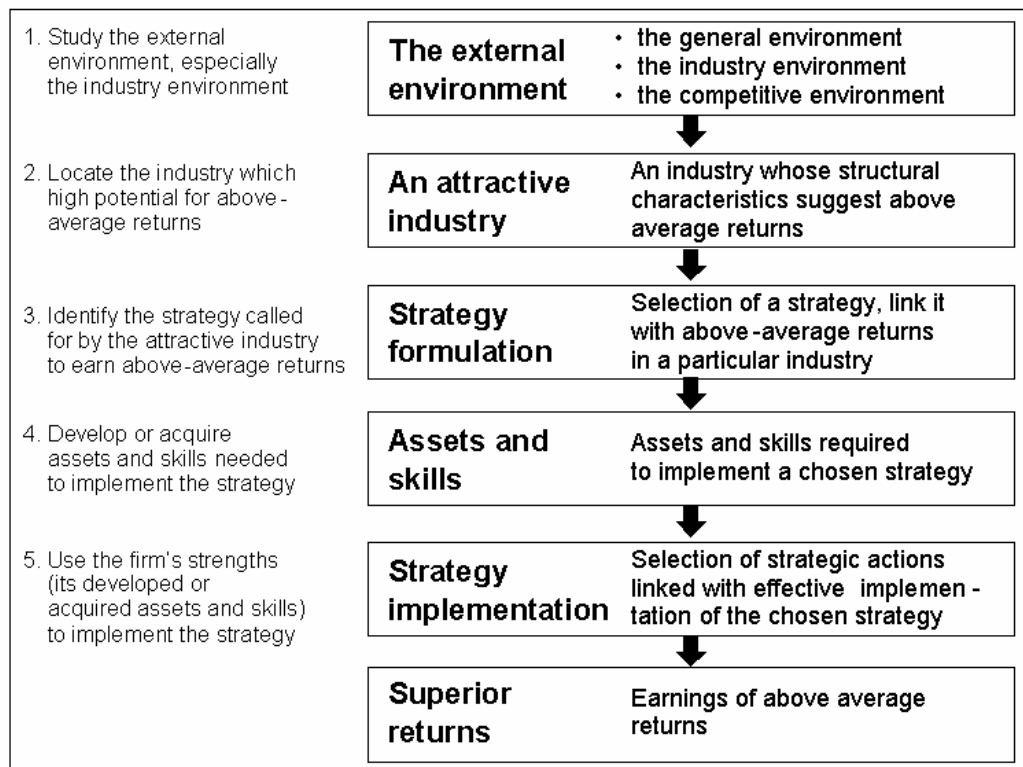 1. Study the external
environment, especially
the industry environment
The external
environment
• the general environment
• the industry environment
• the competitive environment
2. Locate the industry which
high potential for above-
average returns
An attractive
industry
An industry whose structural
characteristics suggest above
average returns
3. Identify the strategy called
for by the attractive industry
to earn above-average returns
Strategy
formulation
Selection of a strategy, link it
with above-average returns
in a particular industry
4. Develop or acquire
assets and skills needed
to implement the strategy
Assets and
skills
Assets and skills required
to implement a chosen strategy
5. Use the firm's strengths
(its developed or
acquired assets and skills)
to implement the strategy
Strategy
implementation
Selection of strategic actions
linked with effective implemen-
tation of the chosen strategy
Superior
returns
Earnings of above average
returns